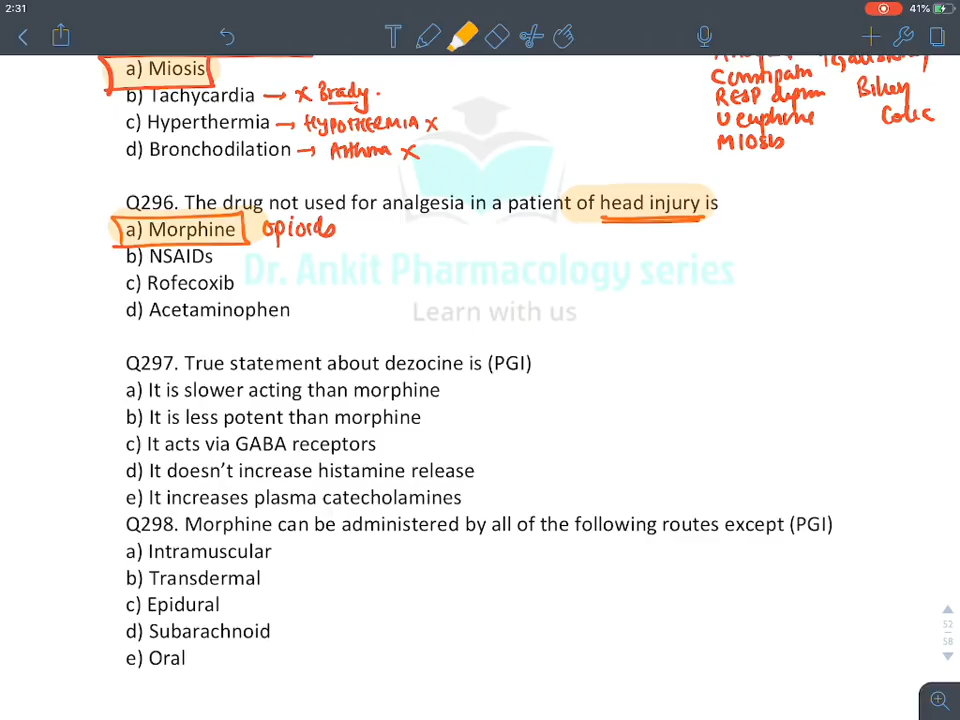 2:31
41%
T
a) Miosis
b) Tachycardia → x Brady.
c) Hyperthermia → HYPOTHERMIA x
d) Bronchodilation → Asthma x
RESP
Colic
MIOSIS
Q296. The drug not used for analgesia in a patient of head injury is
a) Morphine opioids
b) NSAIDs
c) Rofecoxib
d) Acetaminophen
Dr. Ankit Pharmacology series
Learn with us
Q297. True statement about dezocine is (PGI)
a) It is slower acting than morphine
b) It is less potent than morphine
c) It acts via GABA receptors
d) It doesn't increase histamine release
e) It increases plasma catecholamines
Q298. Morphine can be administered by all of the following routes except (PGI)
a) Intramuscular
b) Transdermal
c) Epidural
d) Subarachnoid
e) Oral
52
58